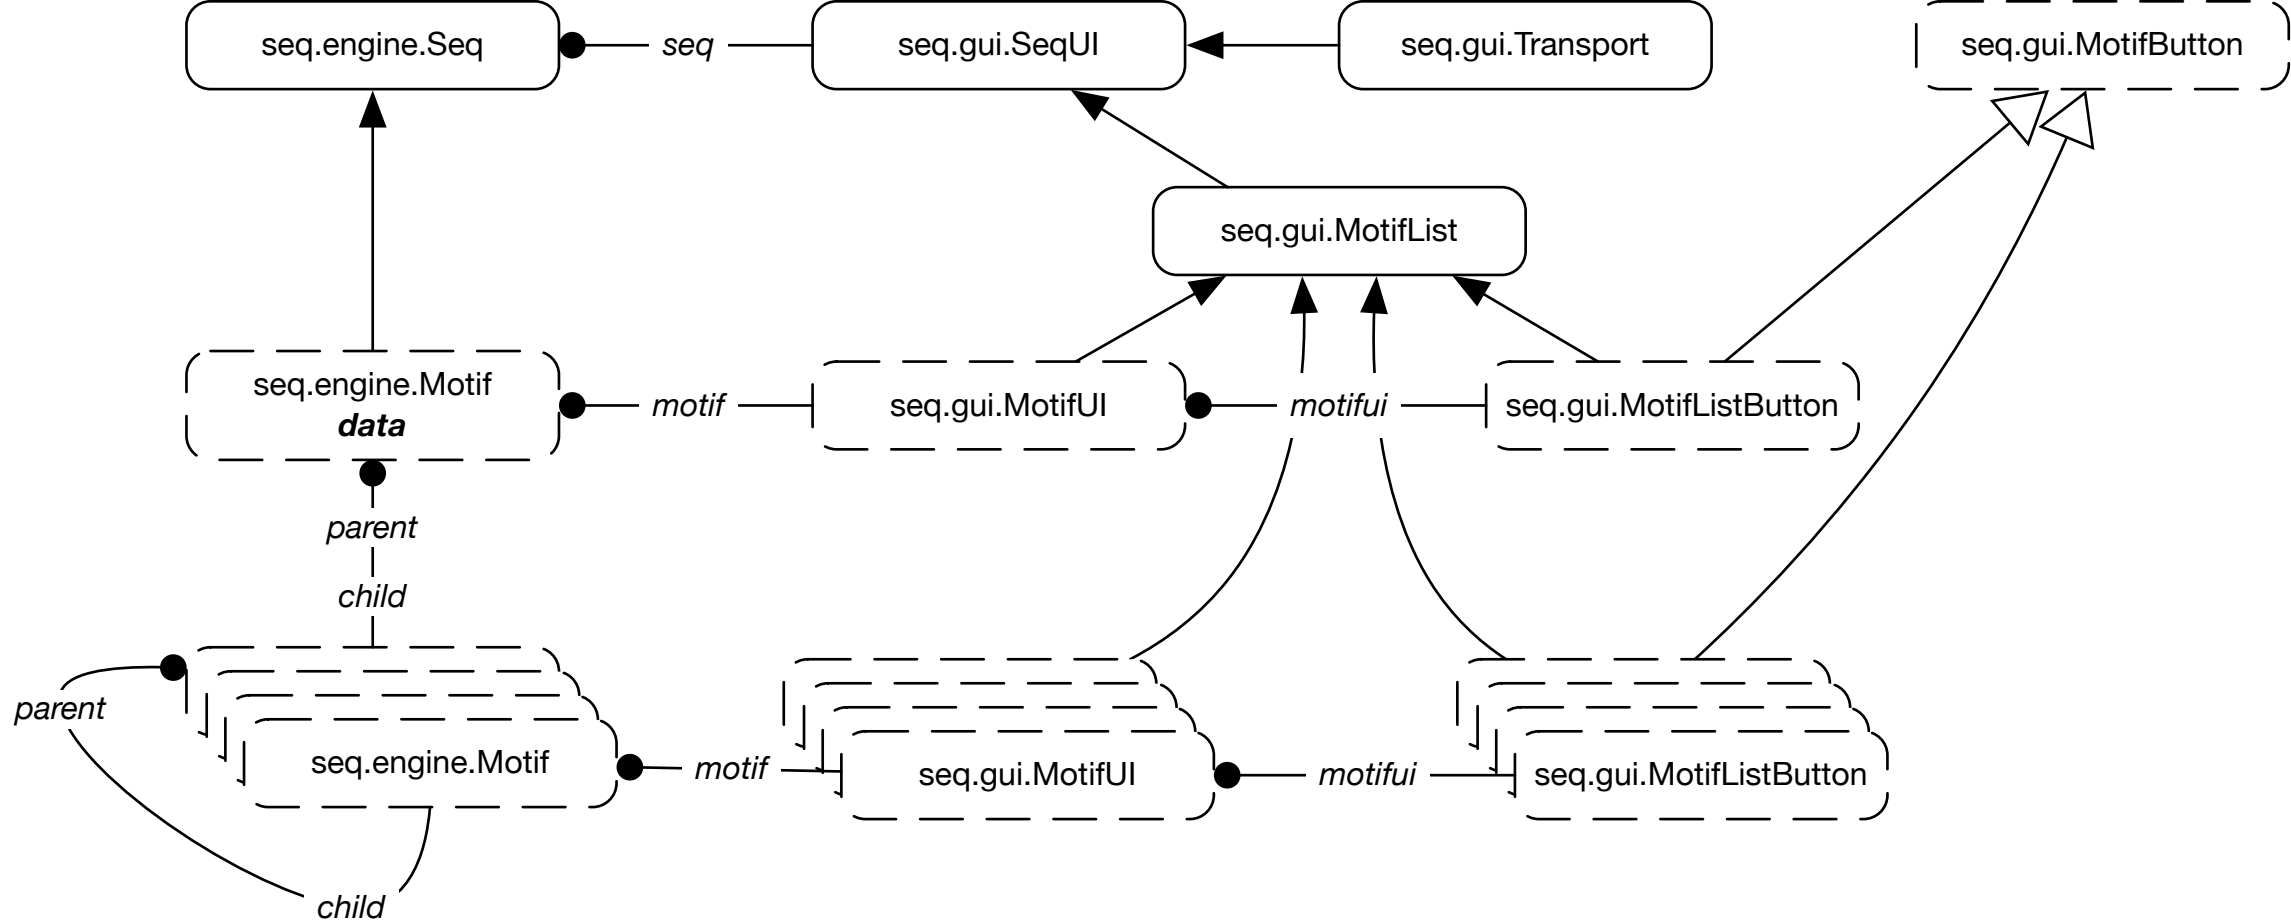 seq.engine.Seq
seq
seq.gui.SeqUI
seq.gui.Transport
seq.gui.MotifButton
seq.gui.MotifList
seq.engine.Motif
data
motif
seq.gui.MotifUI
motifui
seq.gui.MotifListButton
parent
child
parent
seq.engine.Motif
motif
seq.gui.MotifUI
motifui
seq.gui.MotifListButton
child